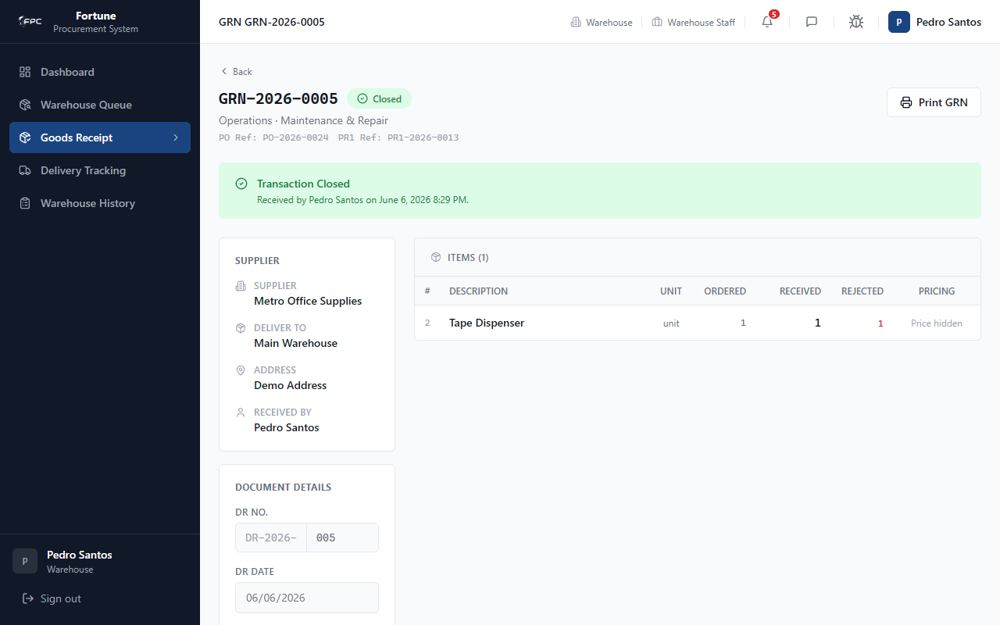 FPC
Fortune
Procurement System
GRN GRN-2026-0005
Warehouse
Warehouse Staff
5
P
Pedro Santos
Dashboard
Warehouse Queue
Goods Receipt
Delivery Tracking
Warehouse History
Back
GRN-2026-0005
Closed
Print GRN
Operations · Maintenance & Repair
PO Ref: PO-2026-0024 PR1 Ref: PR1-2026-0013
Transaction Closed
Received by Pedro Santos on June 6, 2026 8:29 PM.
SUPPLIER
SUPPLIER
Metro Office Supplies
DELIVER TO
Main Warehouse
ADDRESS
Demo Address
RECEIVED BY
Pedro Santos
ITEMS (1)
# DESCRIPTION UNIT ORDERED RECEIVED REJECTED PRICING
2 Tape Dispenser unit 1 1 1 Price hidden
DOCUMENT DETAILS
DR NO.
DR-2026- 005
DR DATE
06/06/2026
P
Pedro Santos
Warehouse
Sign out